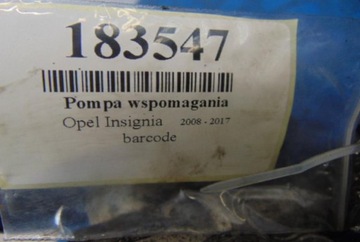 183547
Pompa wspomagania
Opel Insignia 2008 - 2017
barcode